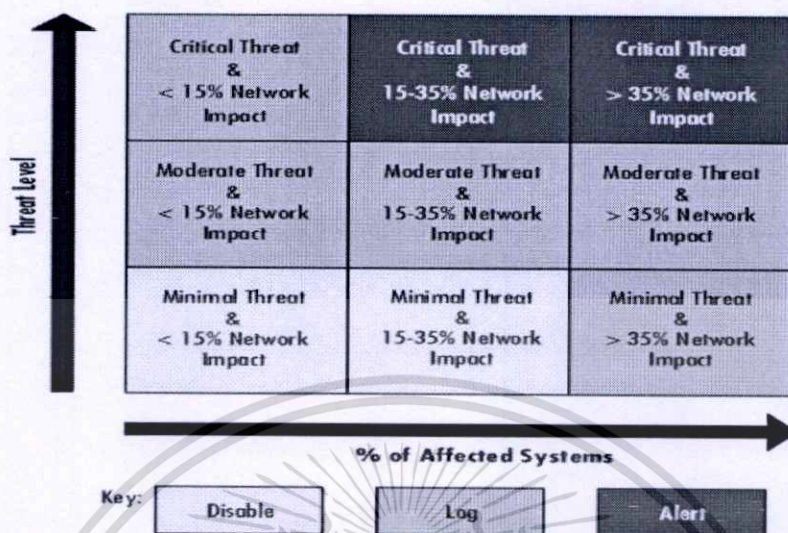 Threat Level
Critical Threat
&
< 15% Network
Impact
Critical Threat
&
15-35% Network
Impact
Critical Threat
&
> 35% Network
Impact
Moderate Threat
&
< 15% Network
Impact
Moderate Threat
&
15-35% Network
Impact
Moderate Threat
&
> 35% Network
Impact
Minimal Threat
&
< 15% Network
Impact
Minimal Threat
&
15-35% Network
Impact
Minimal Threat
&
> 35% Network
Impact
% of Affected Systems
Key:
Disable
Log
Alert